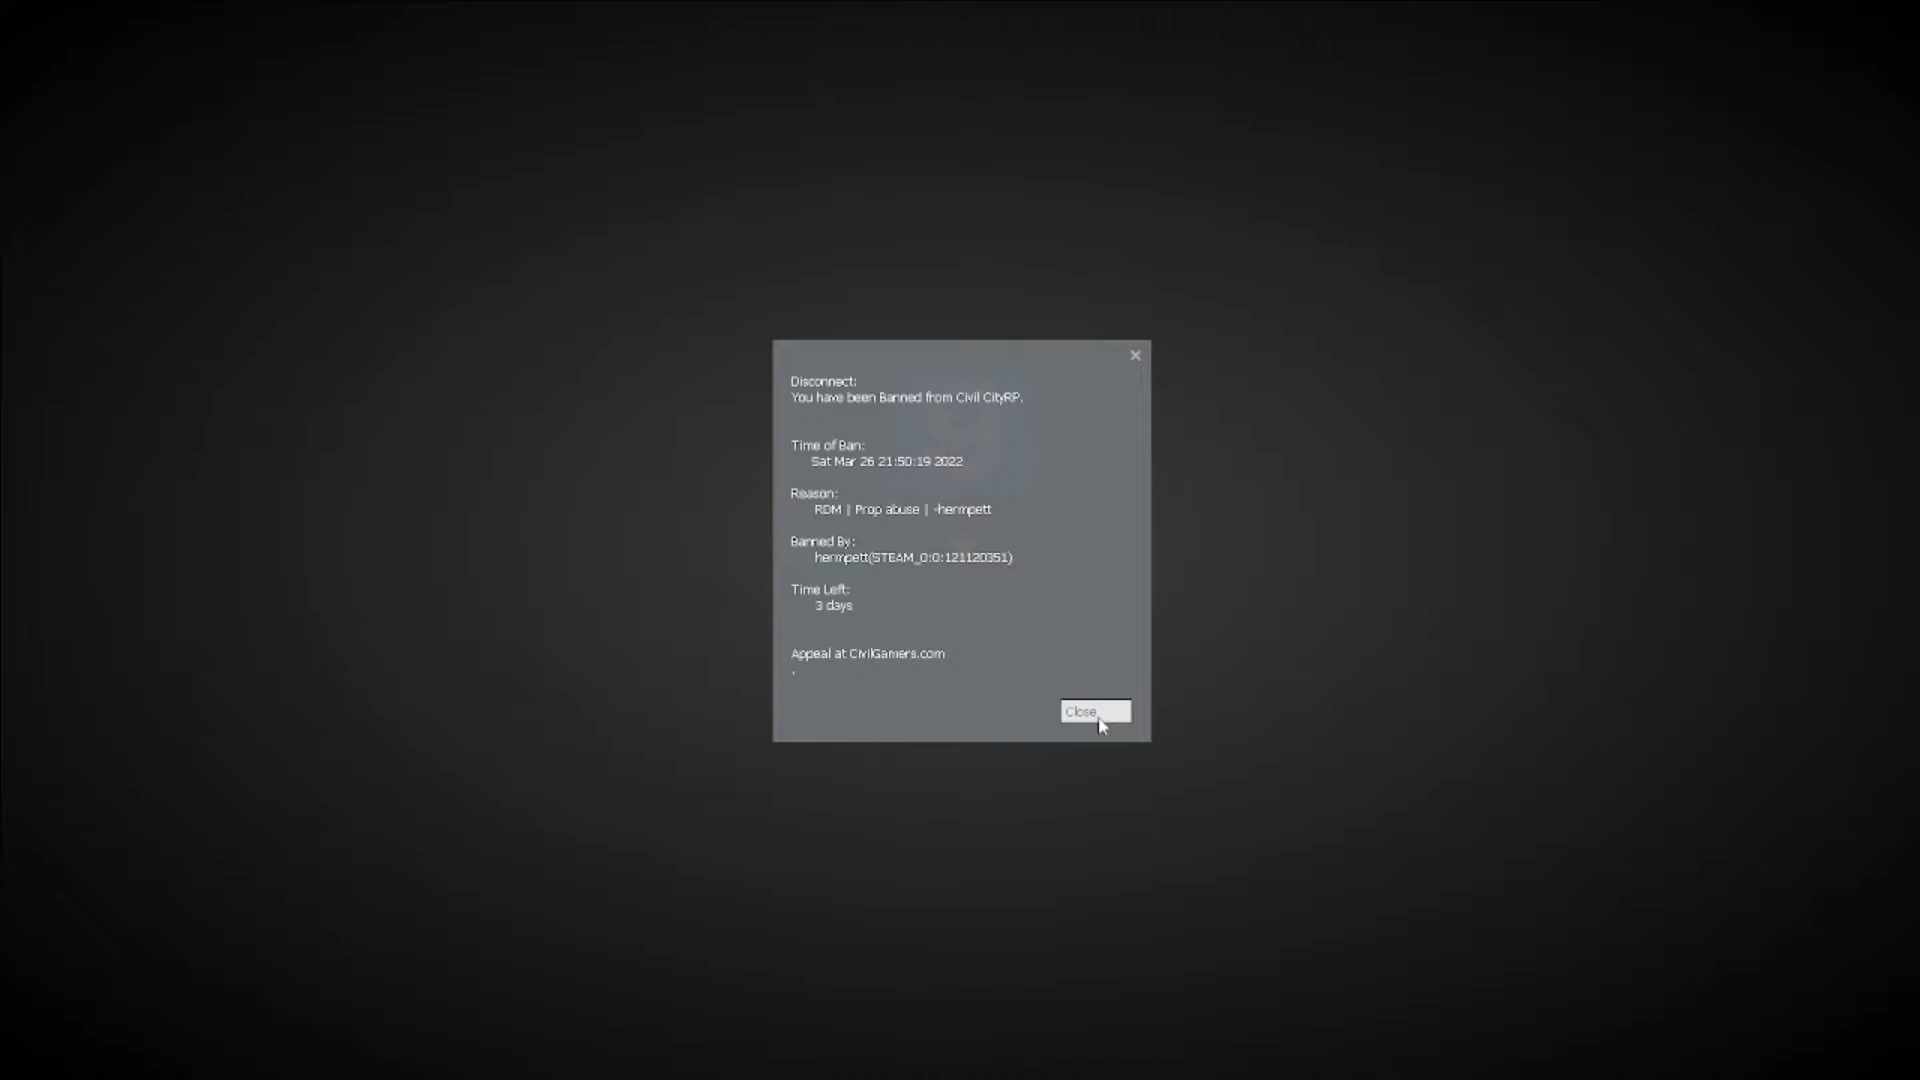 Disconnect:
You have been Banned from Civil CityRP.
Time of Ban:
Sat Mar 26 21:50:19 2022
Reason:
RDM | Prop abuse | -hermpett
Banned By:
hermpett(STEAM_0:0:121120351)
Time Left:
3 days
Appeal at CivilGamers.com
.
Close